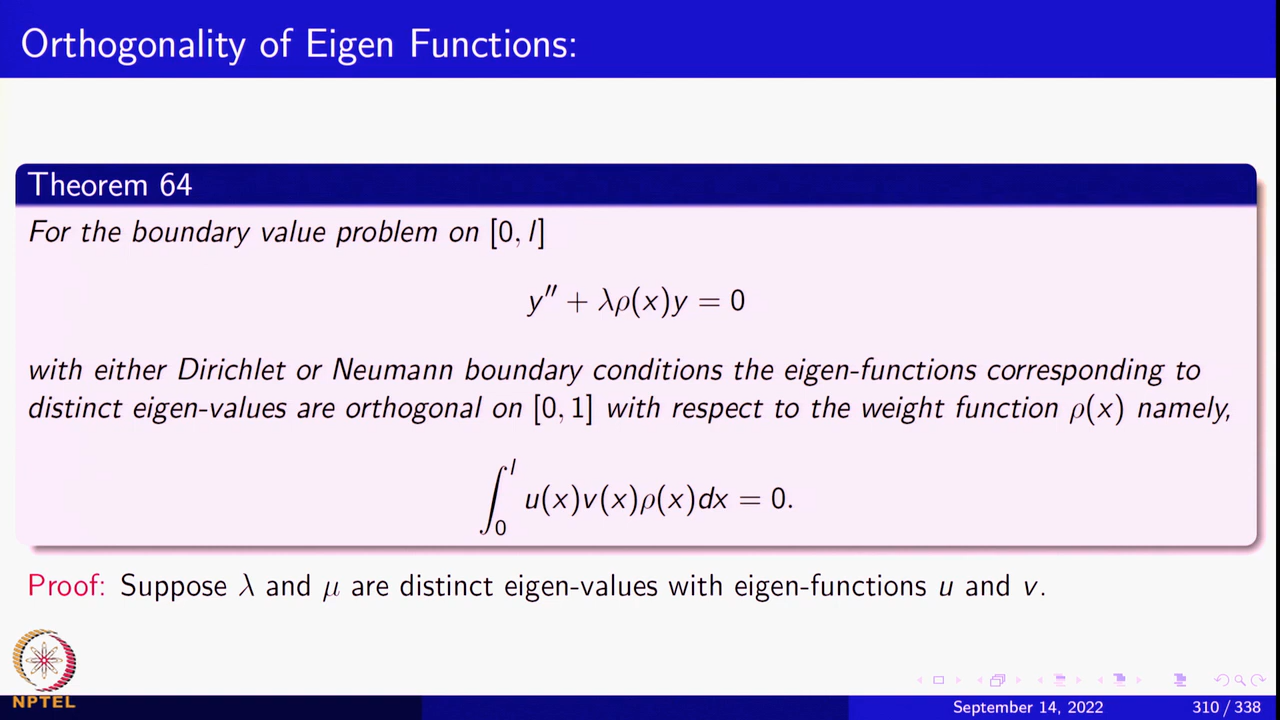 Orthogonality of Eigen Functions:
Theorem 64
For the boundary value problem on [0, l]
y″ + λρ(x)y = 0
with either Dirichlet or Neumann boundary conditions the eigen-functions corresponding to
distinct eigen-values are orthogonal on [0, 1] with respect to the weight function ρ(x) namely,
∫₀ˡ u(x)v(x)ρ(x)dx = 0.
Proof: Suppose λ and μ are distinct eigen-values with eigen-functions u and v.
NPTEL
September 14, 2022 310 / 338